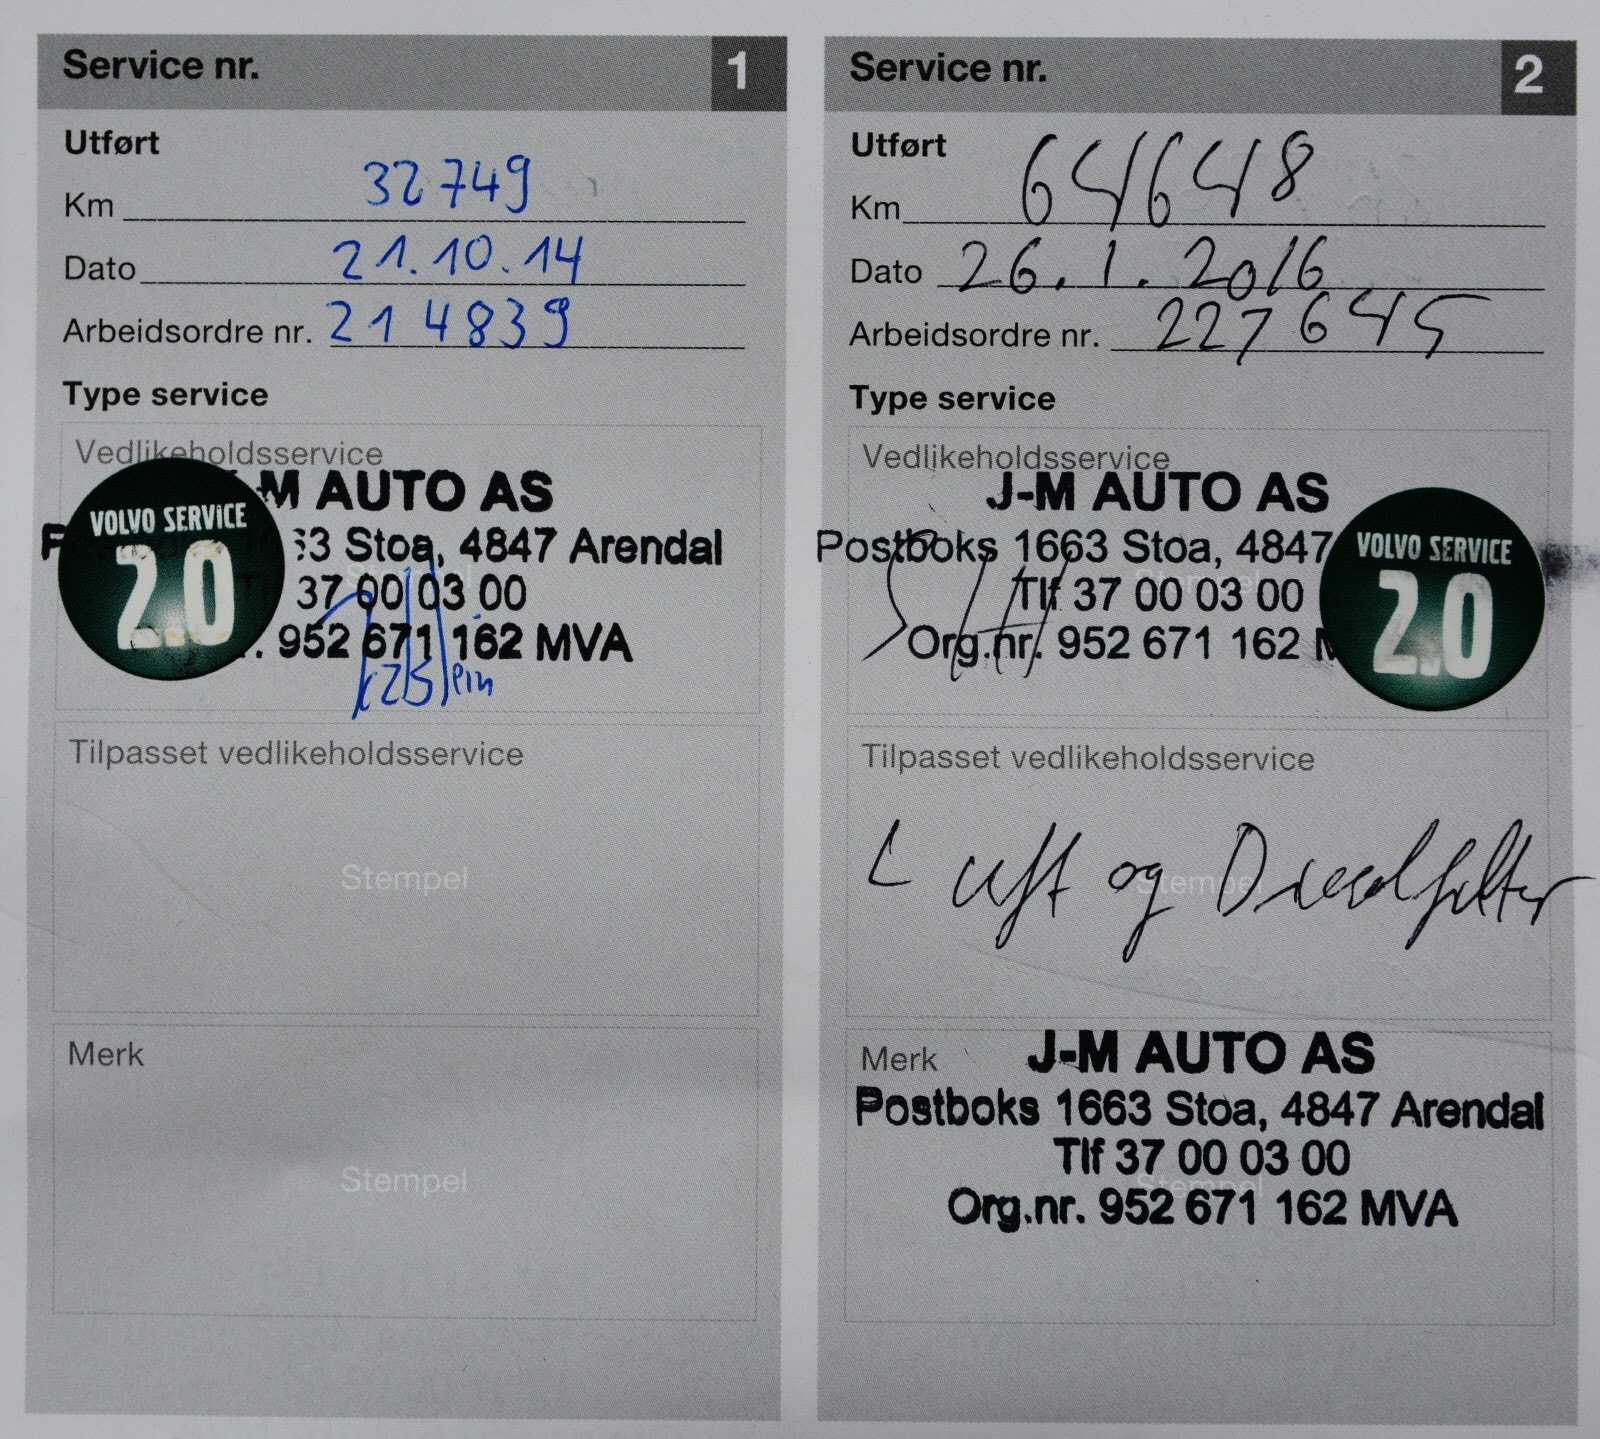 Service nr. 1
Utført
Km 32749
Dato 21.10.14
Arbeidsordre nr. 214839
Type service
Vedlikeholdsservice
-M AUTO AS
63 Stoa, 4847 Arendal
37 00 03 00
. 952 671 162 MVA
VOLVO SERVICE
2.0
Tilpasset vedlikeholdsservice
Stempel
Merk
Stempel
Service nr. 2
Utført
Km 64648
Dato 26.1.2016
Arbeidsordre nr. 227645
Type service
Vedlikeholdsservice
J-M AUTO AS
Postboks 1663 Stoa, 4847
Tlf 37 00 03 00
Org.nr. 952 671 162 M
VOLVO SERVICE
2.0
Tilpasset vedlikeholdsservice
Stempel
Luft og Dieselfilter
Merk
J-M AUTO AS
Postboks 1663 Stoa, 4847 Arendal
Tlf 37 00 03 00
Stempel
Org.nr. 952 671 162 MVA